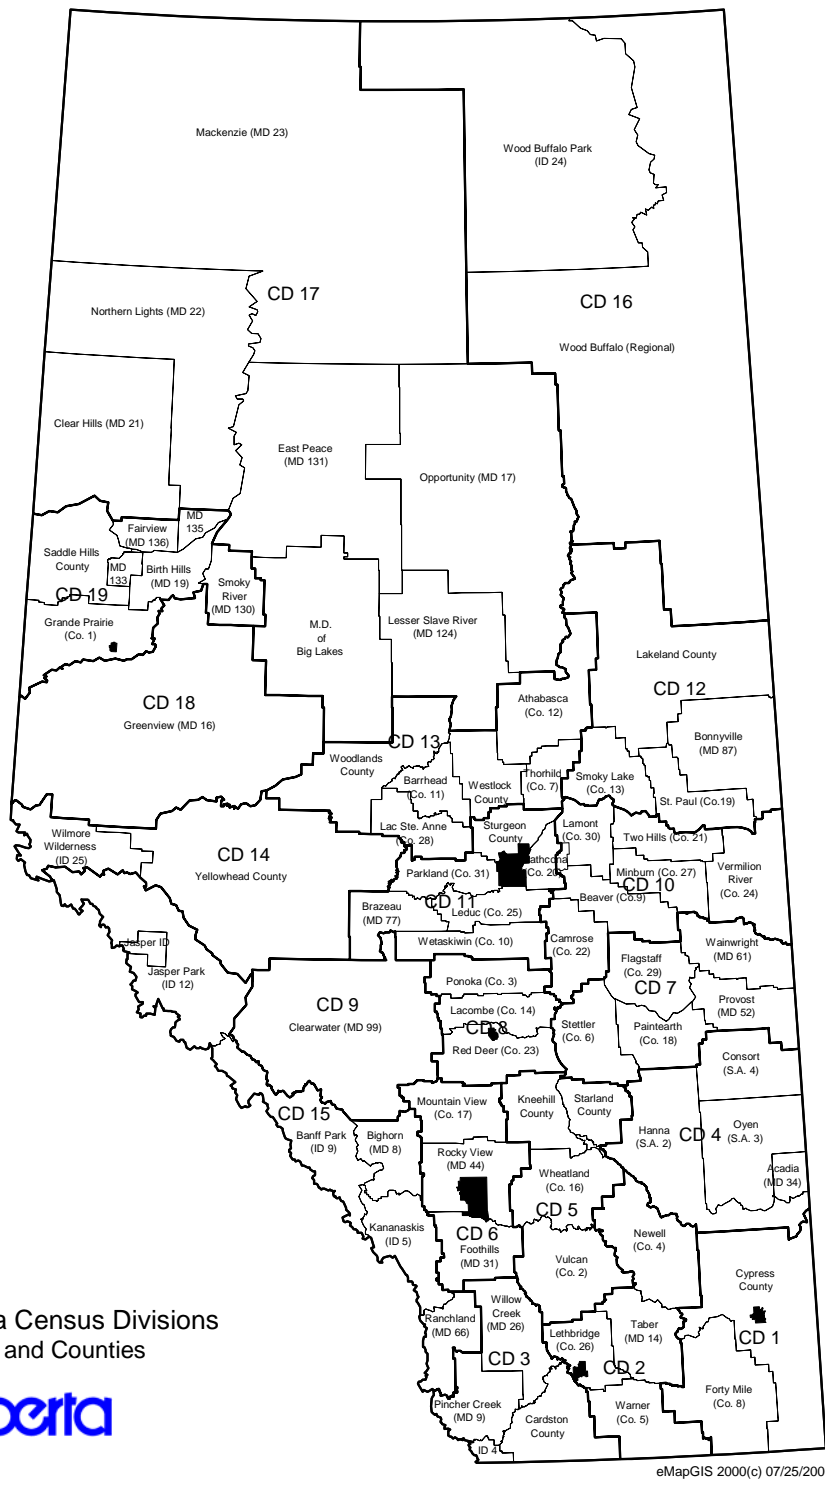 Mackenzie (MD 23)
Wood Buffalo Park
(ID 24)
CD 17
CD 16
Northern Lights (MD 22)
Wood Buffalo (Regional)
Clear Hills (MD 21)
East Peace
(MD 131)
Opportunity (MD 17)
MD
135
Fairview
(MD 136)
Saddle Hills
County
MD
133
Birth Hills
(MD 19)
CD 19
Smoky
River
(MD 130)
Grande Prairie
(Co. 1)
M.D.
of
Big Lakes
Lesser Slave River
(MD 124)
Lakeland County
CD 12
CD 18
Greenview (MD 16)
Athabasca
(Co. 12)
Bonnyville
(MD 87)
CD 13
Woodlands
County
Barrhead
(Co. 11)
Westlock
County
Thorhild
(Co. 7)
Smoky Lake
(Co. 13)
St. Paul (Co.19)
Wilmore
Wilderness
(ID 25)
CD 14
Yellowhead County
Lac Ste. Anne
(Co. 28)
Sturgeon
County
Lamont
(Co. 30)
Two Hills (Co. 21)
Parkland (Co. 31)
athcona
Co. 20
Minburn (Co. 27)
CD 10
Vermilion
River
(Co. 24)
Beaver (Co.9)
Brazeau
(MD 77)
CD 11
Leduc (Co. 25)
Wetaskiwin (Co. 10)
Camrose
(Co. 22)
Wainwright
(MD 61)
Jasper ID
Jasper Park
(ID 12)
Flagstaff
(Co. 29)
CD 7
Ponoka (Co. 3)
CD 9
Clearwater (MD 99)
Lacombe (Co. 14)
CD 8
Red Deer (Co. 23)
Stettler
(Co. 6)
Paintearth
(Co. 18)
Provost
(MD 52)
Consort
(S.A. 4)
Mountain View
(Co. 17)
Kneehill
County
Starland
County
CD 15
Banff Park
(ID 9)
Bighorn
(MD 8)
Hanna
(S.A. 2)
CD 4
Oyen
(S.A. 3)
Acadia
(MD 34)
Rocky View
(MD 44)
Wheatland
(Co. 16)
CD 5
Kananaskis
(ID 5)
CD 6
Foothills
(MD 31)
Newell
(Co. 4)
Vulcan
(Co. 2)
Cypress
County
Willow
Creek
(MD 26)
Ranchland
(MD 66)
Lethbridge
(Co. 26)
Taber
(MD 14)
CD 1
CD 3
CD 2
Forty Mile
(Co. 8)
Pincher Creek
(MD 9)
Cardston
County
Warner
(Co. 5)
ID 4
a Census Divisions
and Counties
berta
eMapGIS 2000(c) 07/25/200